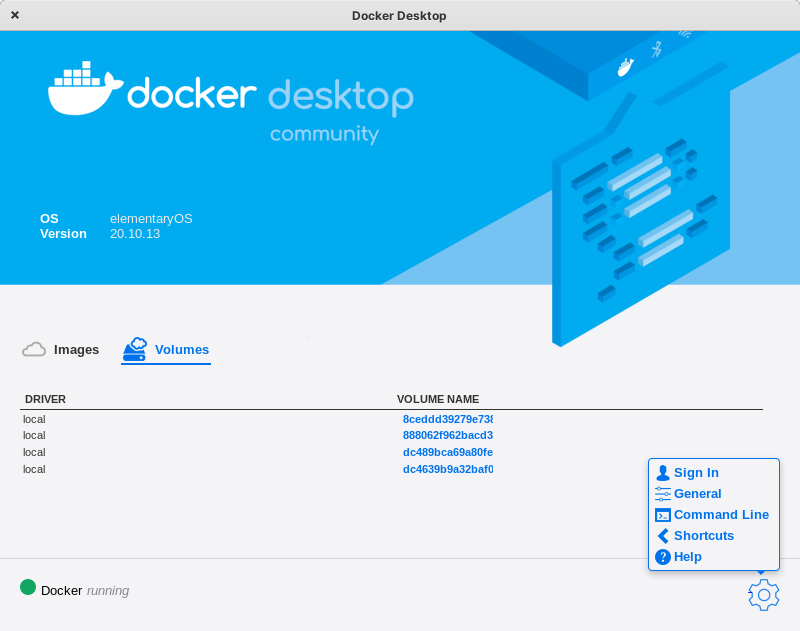 Docker Desktop
docker desktop
community
OS elementaryOS
Version 20.10.13
Images Volumes
DRIVER VOLUME NAME
local 8ceddd39279e738
local 888062f962bacd3
local dc489bca69a80fe
local dc4639b9a32baf0
Sign In
General
Command Line
Shortcuts
Help
Docker running